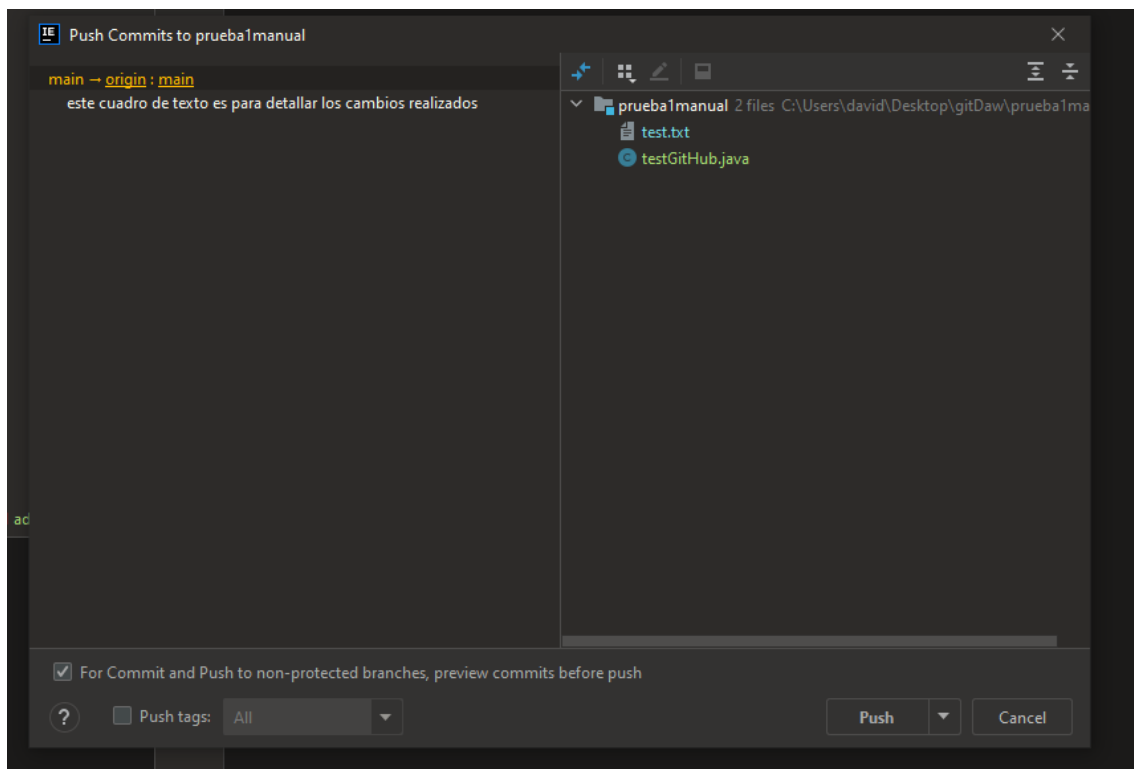 IE Push Commits to prueba1manual
main → origin : main
este cuadro de texto es para detallar los cambios realizados
prueba1manual 2 files C:\Users\david\Desktop\gitDaw\prueba1ma
test.txt
C testGitHub.java
ad
For Commit and Push to non-protected branches, preview commits before push
? Push tags: All
Push Cancel